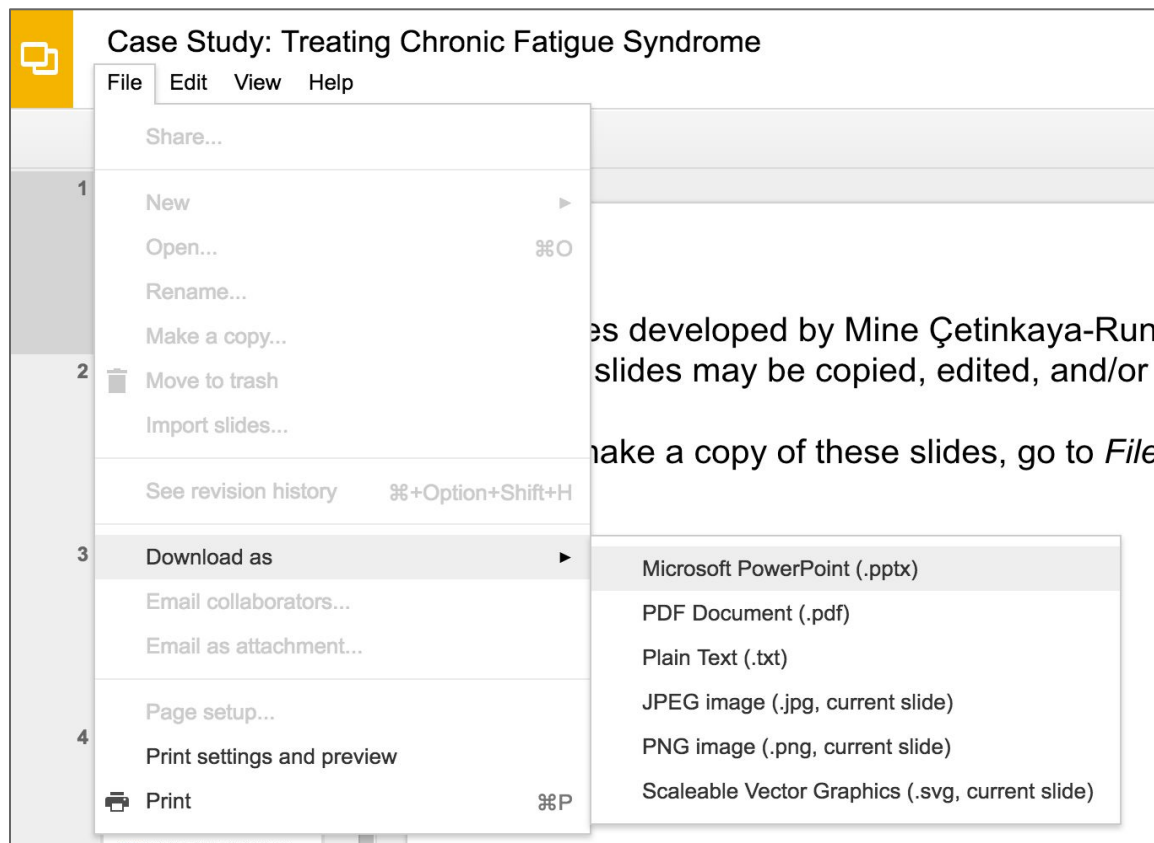 Case Study: Treating Chronic Fatigue Syndrome
File Edit View Help
Share...
1
New
Open... ⌘O
Rename...
Make a copy...
es developed by Mine Çetinkaya-Run
2
Move to trash
slides may be copied, edited, and/or
Import slides...
make a copy of these slides, go to File
See revision history ⌘+Option+Shift+H
3
Download as
Microsoft PowerPoint (.pptx)
Email collaborators...
PDF Document (.pdf)
Email as attachment...
Plain Text (.txt)
Page setup...
JPEG image (.jpg, current slide)
4
Print settings and preview
PNG image (.png, current slide)
Print ⌘P
Scaleable Vector Graphics (.svg, current slide)